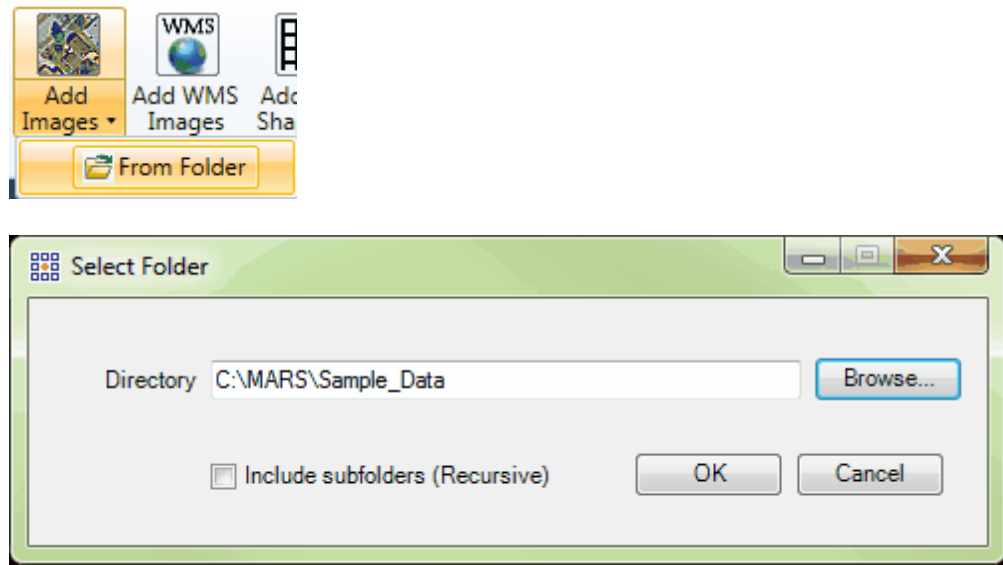 WMS
Add Images
Add WMS Images
From Folder
Select Folder
Directory C:\MARS\Sample_Data Browse...
Include subfolders (Recursive) OK Cancel